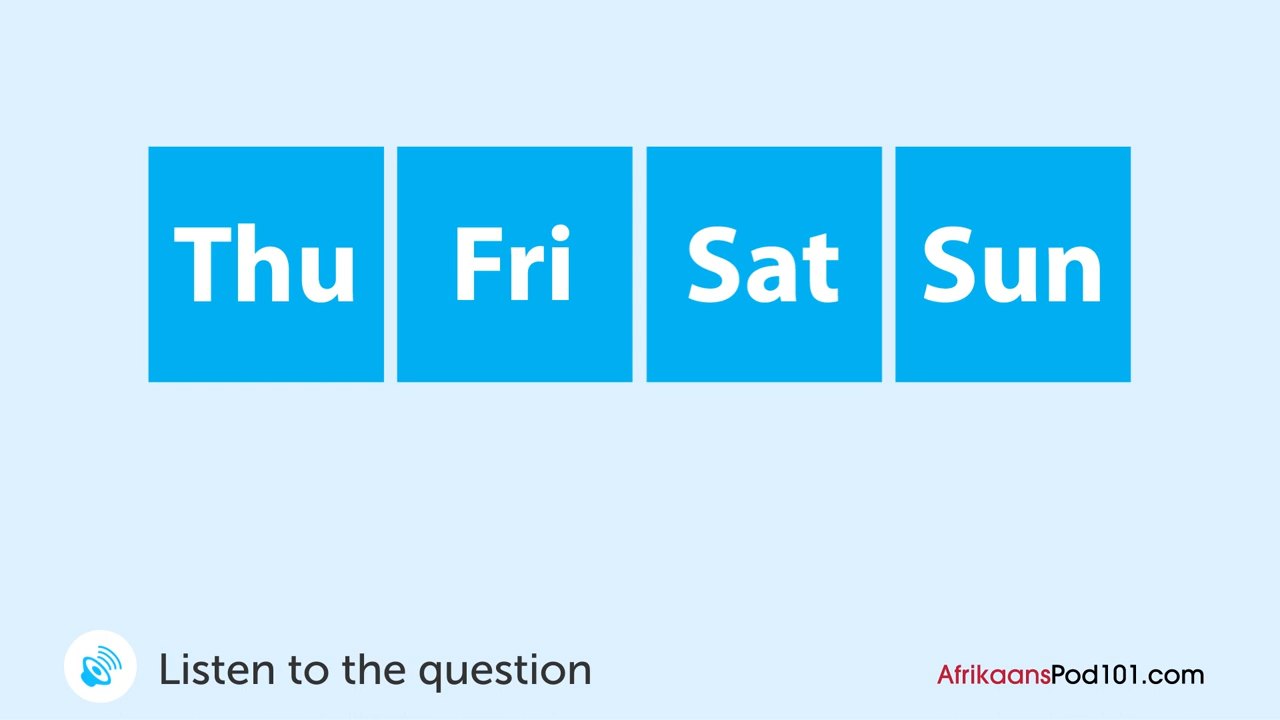 Thu Fri Sat Sun
Listen to the question
AfrikaansPod101.com